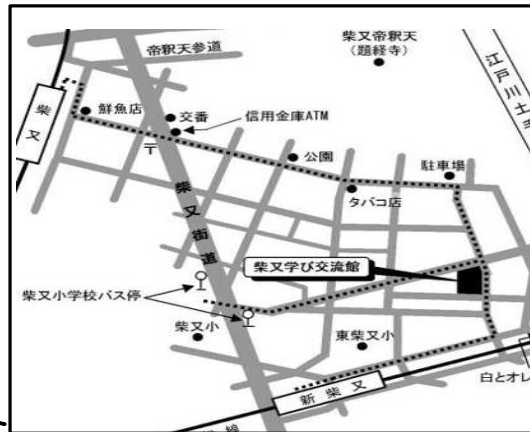 帝釈天参道
柴又帝釈天
(題経寺)
江戸川土手
柴又
鮮魚店
交番
信用金庫ATM
〒
公園
駐車場
タバコ店
柴又街道
柴又学び交流館
柴又小学校バス停
柴又小
東柴又小
新柴又
白とオレ
線